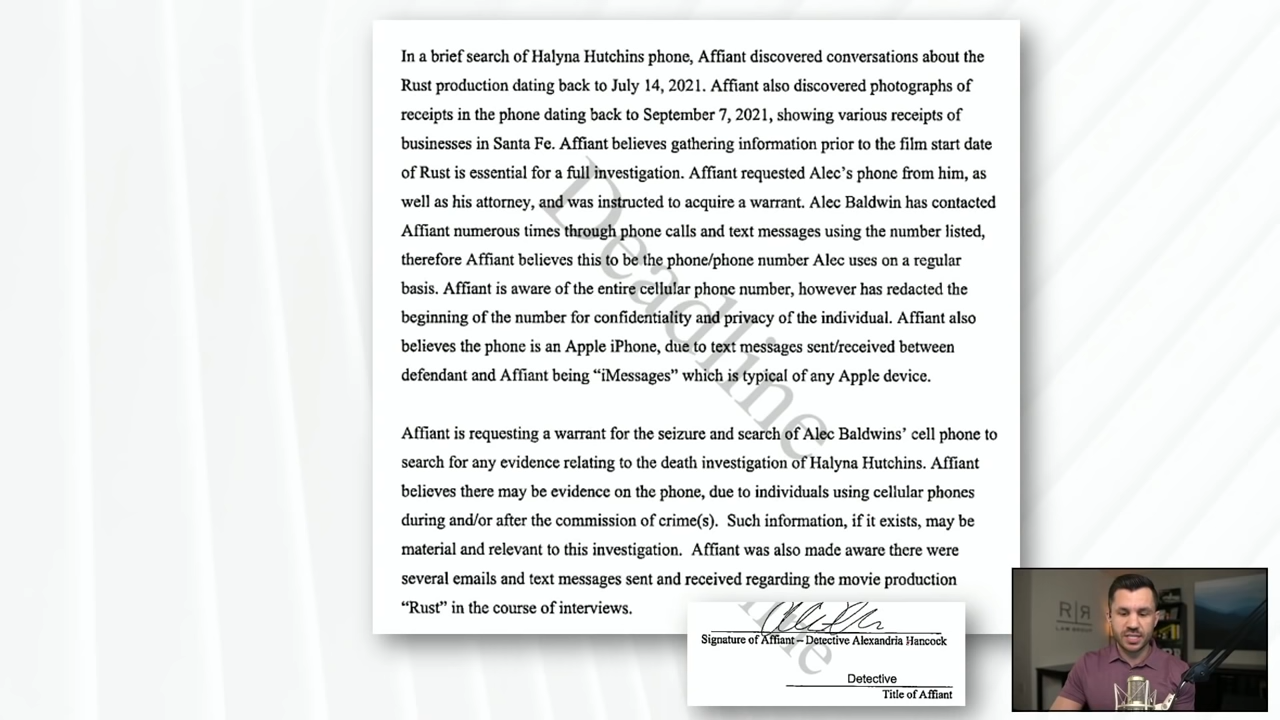 In a brief search of Halyna Hutchins phone, Affiant discovered conversations about the
Rust production dating back to July 14, 2021. Affiant also discovered photographs of
receipts in the phone dating back to September 7, 2021, showing various receipts of
businesses in Santa Fe. Affiant believes gathering information prior to the film start date
of Rust is essential for a full investigation. Affiant requested Alec's phone from him, as
well as his attorney, and was instructed to acquire a warrant. Alec Baldwin has contacted
Affiant numerous times through phone calls and text messages using the number listed,
therefore Affiant believes this to be the phone/phone number Alec uses on a regular
basis. Affiant is aware of the entire cellular phone number, however has redacted the
beginning of the number for confidentiality and privacy of the individual. Affiant also
believes the phone is an Apple iPhone, due to text messages sent/received between
defendant and Affiant being “iMessages” which is typical of any Apple device.
Affiant is requesting a warrant for the seizure and search of Alec Baldwins’ cell phone to
search for any evidence relating to the death investigation of Halyna Hutchins. Affiant
believes there may be evidence on the phone, due to individuals using cellular phones
during and/or after the commission of crime(s). Such information, if it exists, may be
material and relevant to this investigation. Affiant was also made aware there were
several emails and text messages sent and received regarding the movie production
“Rust” in the course of interviews.
Deadline
Signature of Affiant – Detective Alexandria Hancock
Detective
Title of Affiant
line
R|R
LAW GROUP